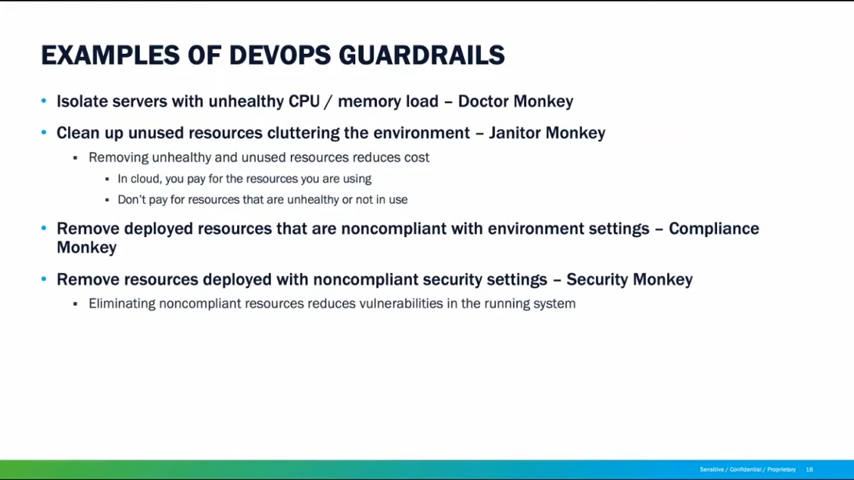 EXAMPLES OF DEVOPS GUARDRAILS
• Isolate servers with unhealthy CPU / memory load – Doctor Monkey
• Clean up unused resources cluttering the environment – Janitor Monkey
▪ Removing unhealthy and unused resources reduces cost
▪ In cloud, you pay for the resources you are using
▪ Don't pay for resources that are unhealthy or not in use
• Remove deployed resources that are noncompliant with environment settings – Compliance
Monkey
• Remove resources deployed with noncompliant security settings – Security Monkey
▪ Eliminating noncompliant resources reduces vulnerabilities in the running system
Sensitive / Confidential / Proprietary 18